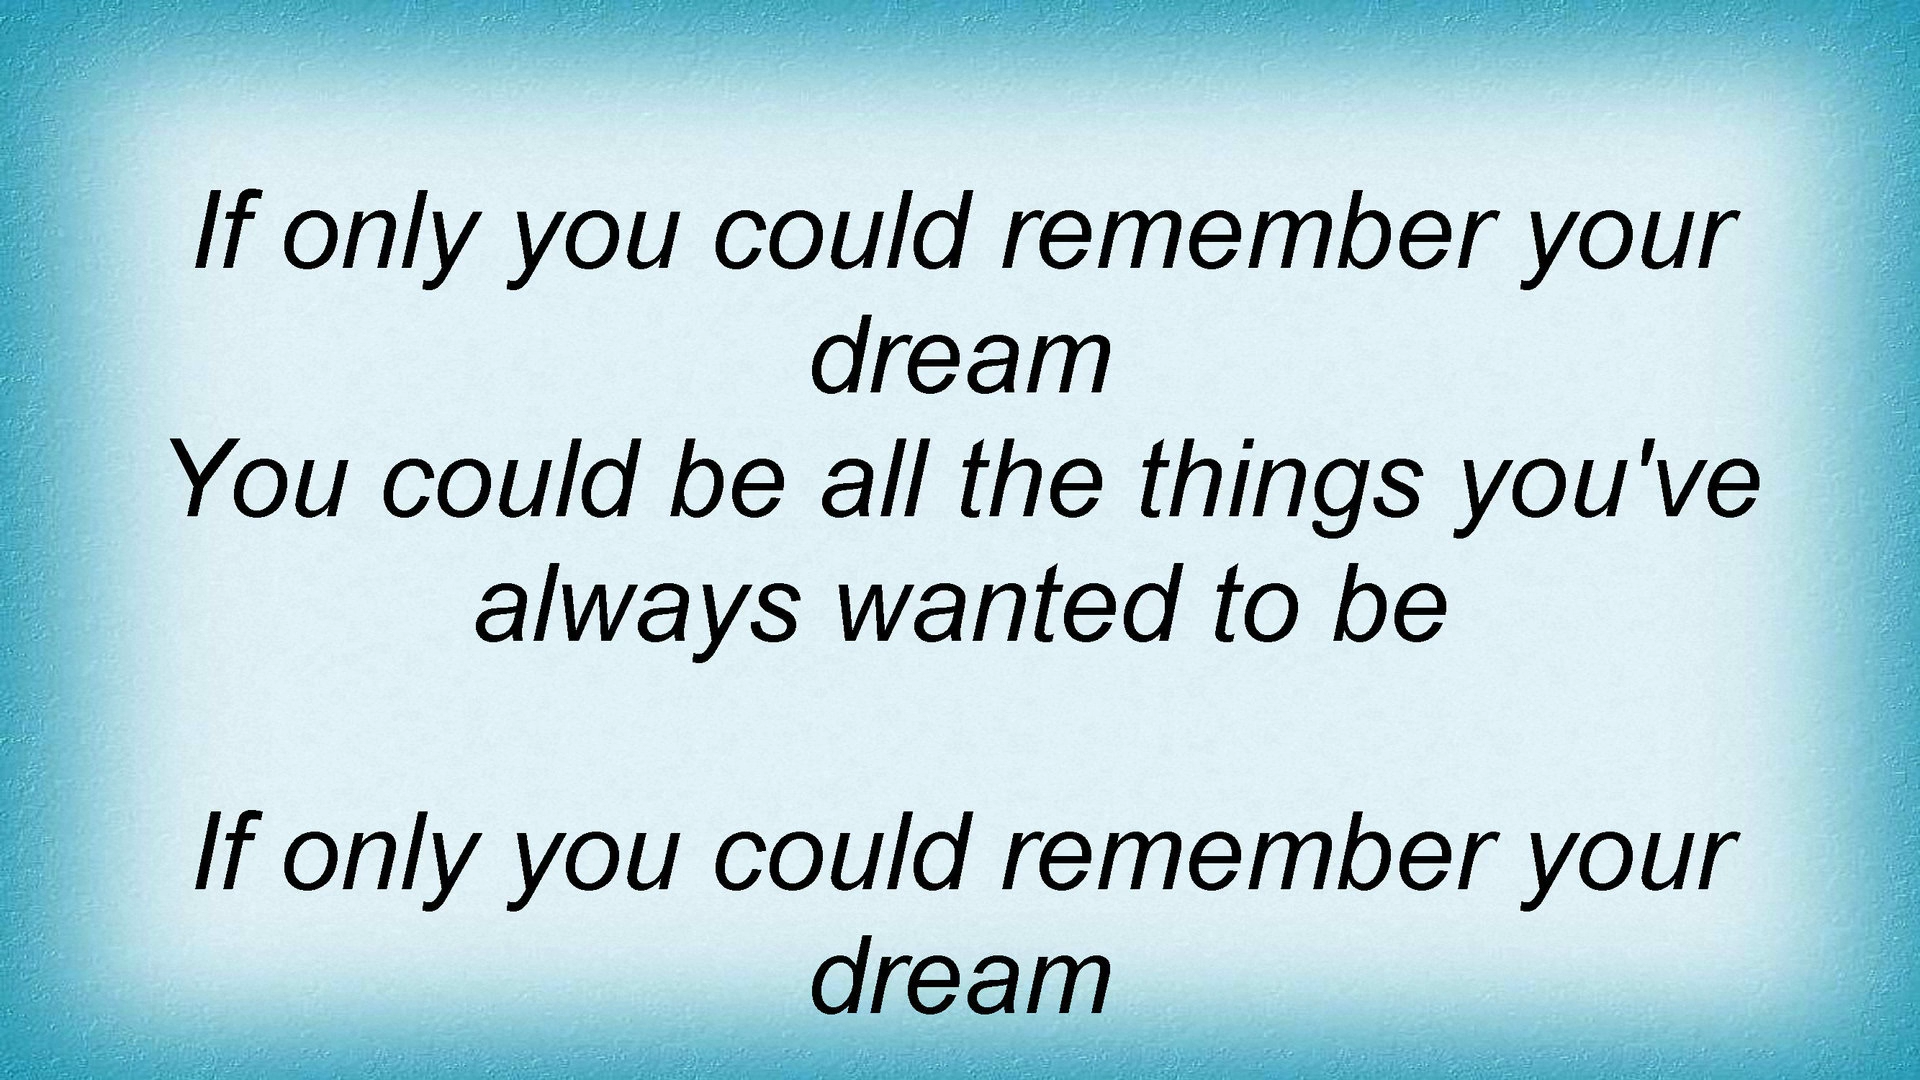 If only you could remember your
dream
You could be all the things you've
always wanted to be
If only you could remember your
dream